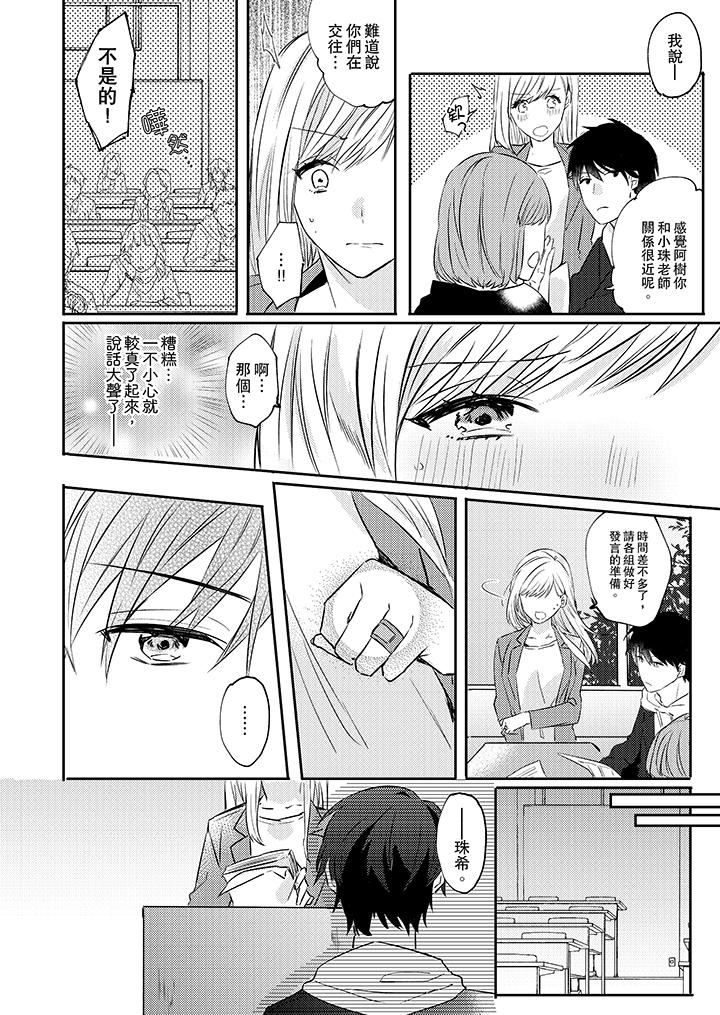 我說—
欸？
感覺阿樹你
和小珠老師
關係很近呢。
難道說
你們在
交往…
…!!
不是的！
嘩然…
啊…
那個…
糟糕…
一不小心就
較真了起來，
說話大聲了——
時間差不多了，
請各組做好
發言的準備。
……
——珠希。